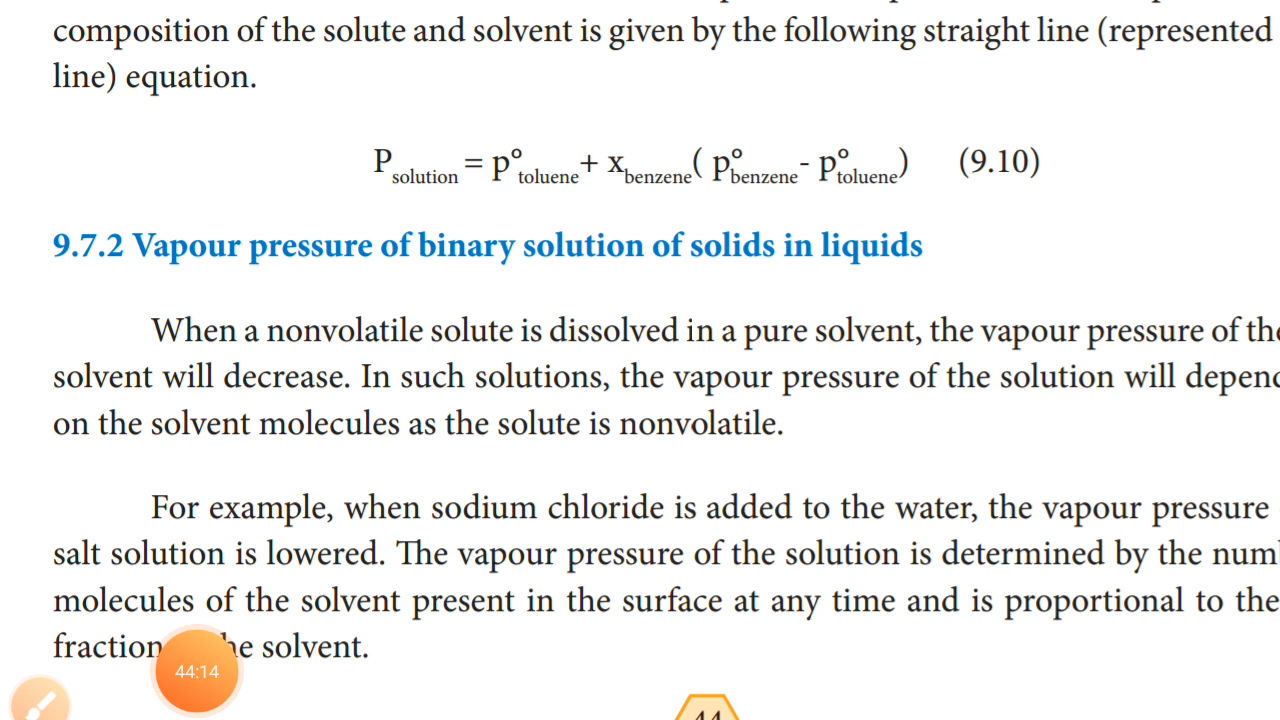 composition of the solute and solvent is given by the following straight line (represented
line) equation.
P solution = p° toluene + x benzene ( p° benzene - p° toluene ) (9.10)
9.7.2 Vapour pressure of binary solution of solids in liquids
When a nonvolatile solute is dissolved in a pure solvent, the vapour pressure of the
solvent will decrease. In such solutions, the vapour pressure of the solution will depend
on the solvent molecules as the solute is nonvolatile.
For example, when sodium chloride is added to the water, the vapour pressure
salt solution is lowered. The vapour pressure of the solution is determined by the num
molecules of the solvent present in the surface at any time and is proportional to the
fraction he solvent.
44:14
44